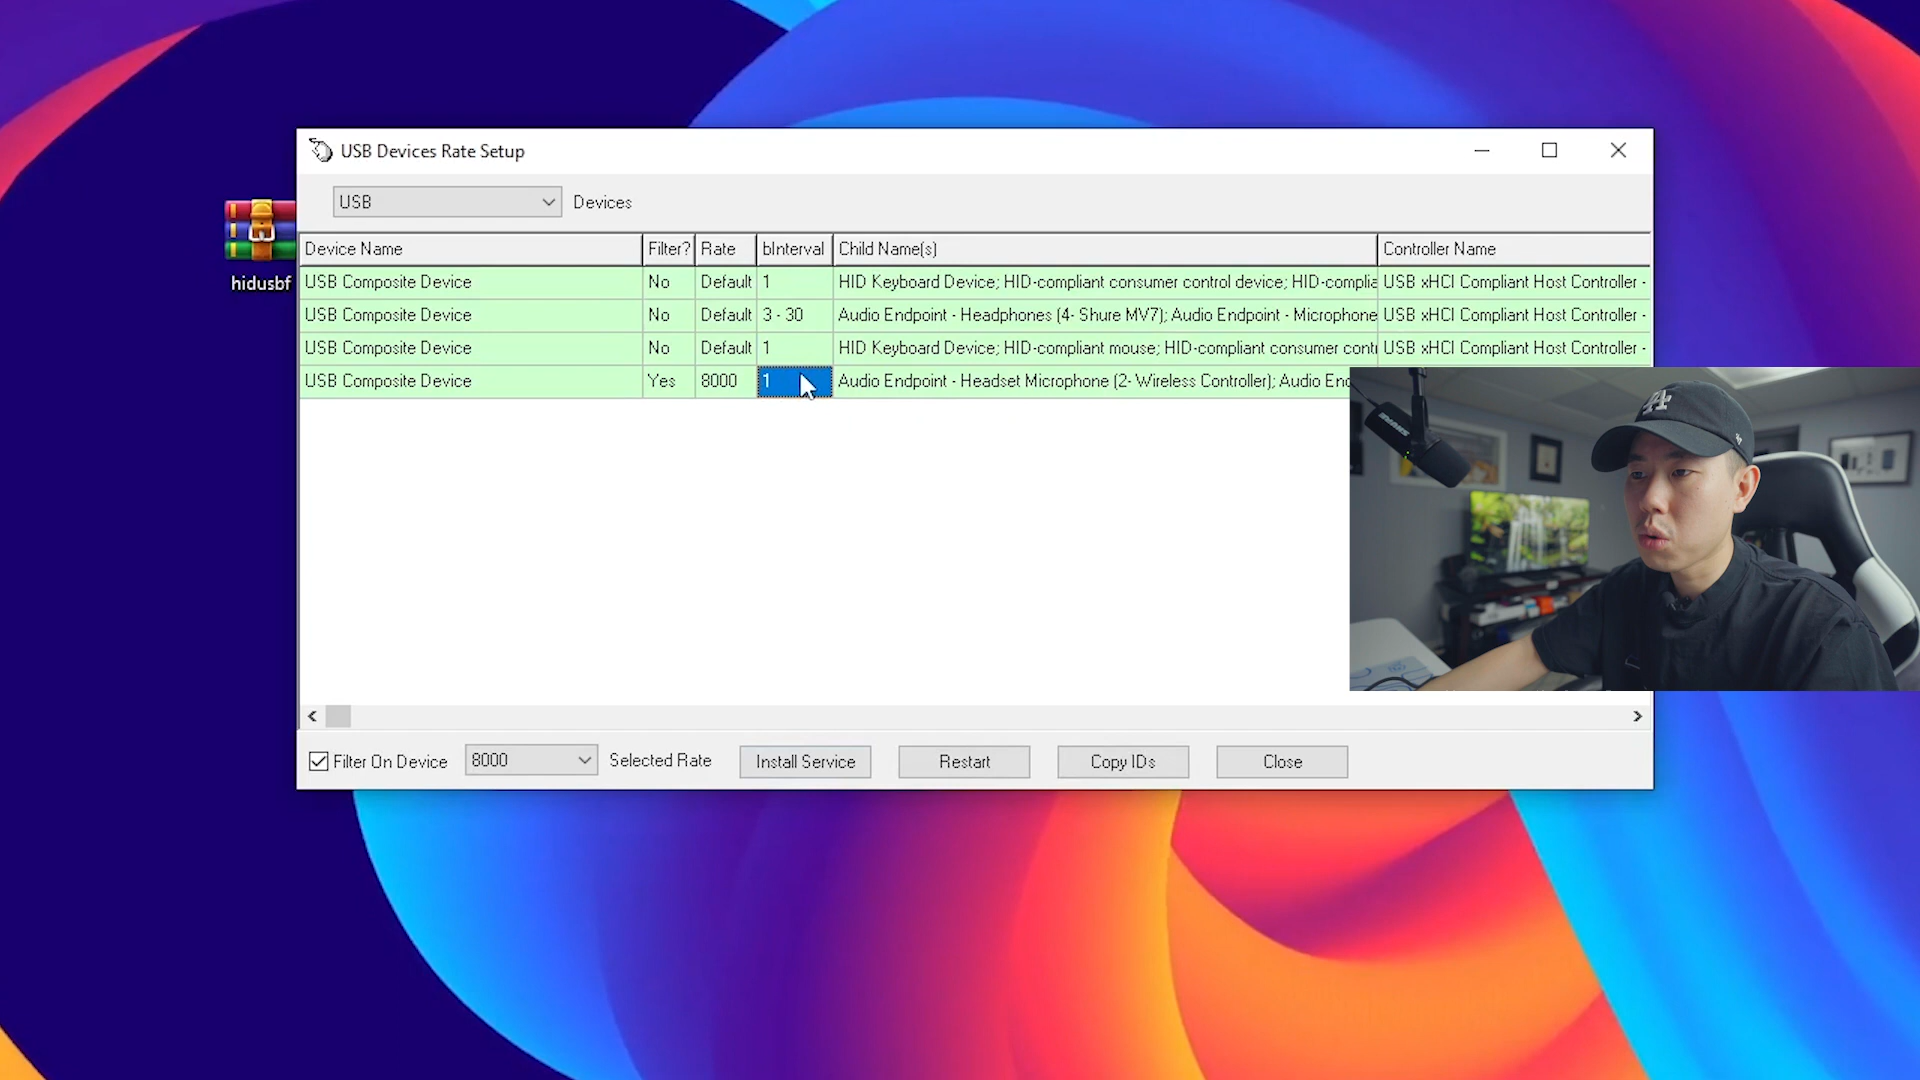 USB Devices Rate Setup
USB Devices
hidusbf
Device Name Filter? Rate bInterval Child Name(s) Controller Name
USB Composite Device No Default 1 HID Keyboard Device; HID-compliant consumer control device; HID-complia USB xHCI Compliant Host Controller -
USB Composite Device No Default 3 - 30 Audio Endpoint - Headphones (4- Shure MV7); Audio Endpoint - Microphone USB xHCI Compliant Host Controller -
USB Composite Device No Default 1 HID Keyboard Device; HID-compliant mouse; HID-compliant consumer contr USB xHCI Compliant Host Controller -
USB Composite Device Yes 8000 1 Audio Endpoint - Headset Microphone (2- Wireless Controller); Audio Enc
SHURE
LA
Filter On Device 8000 Selected Rate Install Service Restart Copy IDs Close